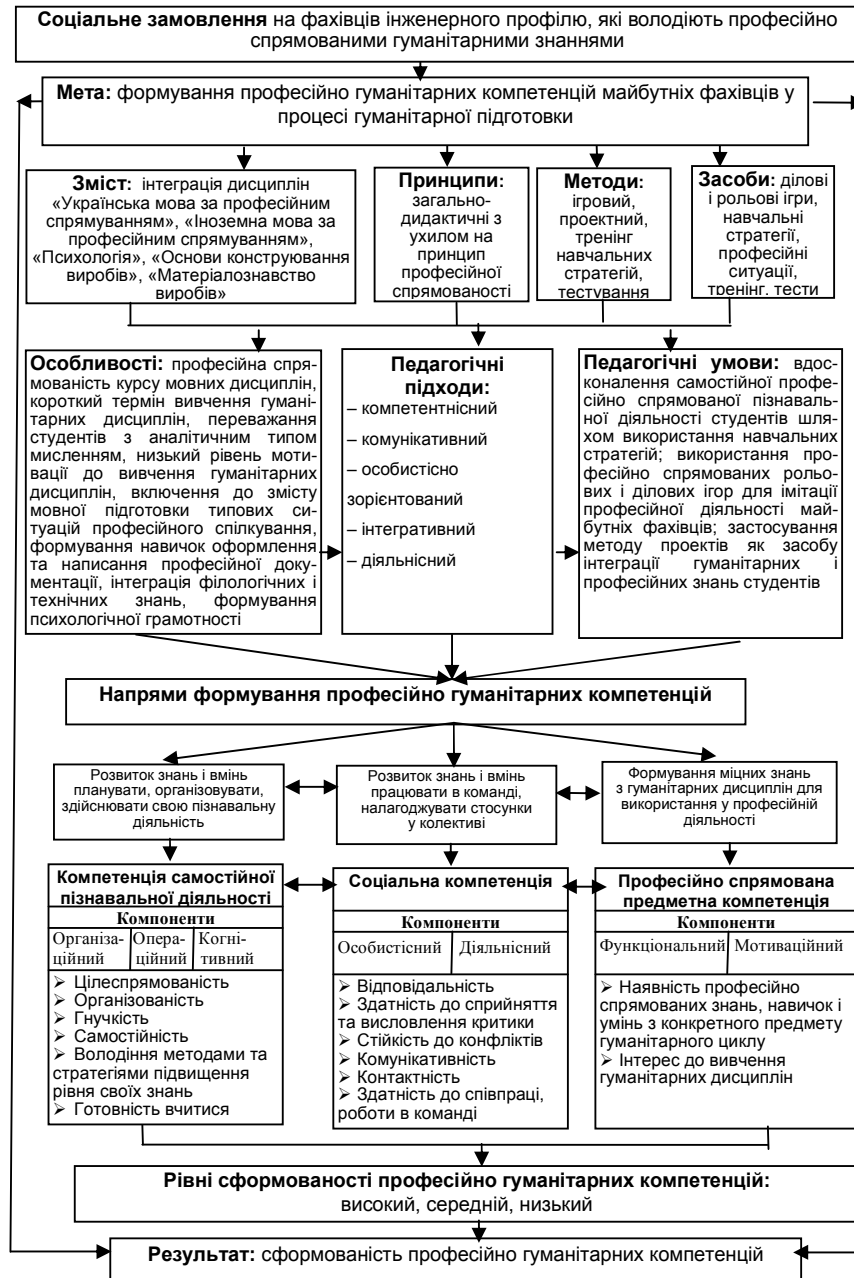 Соціальне замовлення на фахівців інженерного профілю, які володіють професійно
спрямованими гуманітарними знаннями
Мета: формування професійно гуманітарних компетенцій майбутніх фахівців у
процесі гуманітарної підготовки
Зміст: інтеграція дисциплін
«Українська мова за професійним
спрямуванням», «Іноземна мова за
професійним спрямуванням»,
«Психологія», «Основи конструювання
виробів», «Матеріалознавство
виробів»
Принципи:
загально-
дидактичні з
ухилом на
принцип
професійної
спрямованості
Методи:
ігровий,
проектний,
тренінг
навчальних
стратегій,
тестування
Засоби: ділові
і рольові ігри,
навчальні
стратегії,
професійні
ситуації,
тренінг. тести
Особливості: професійна спря-
мованість курсу мовних дисциплін,
короткий термін вивчення гумані-
тарних дисциплін, переважання
студентів з аналітичним типом
мисленням, низький рівень моти-
вації до вивчення гуманітарних
дисциплін, включення до змісту
мовної підготовки типових си-
туацій професійного спілкування,
формування навичок оформлення
та написання професійної доку-
ментації, інтеграція філологічних і
технічних знань, формування
психологічної грамотності
Педагогічні
підходи:
– компетентнісний
– комунікативний
– особистісно
зорієнтований
– інтегративний
– діяльнісний
Педагогічні умови: вдос-
коналення самостійної профе-
сійно спрямованої пізнаваль-
ної діяльності студентів шля-
хом використання навчальних
стратегій; використання про-
фесійно спрямованих рольо-
вих і ділових ігор для імітації
професійної діяльності май-
бутніх фахівців; застосування
методу проектів як засобу
інтеграції гуманітарних і
професійних знань студентів
Напрями формування професійно гуманітарних компетенцій
Розвиток знань і вмінь
планувати, організовувати,
здійснювати свою пізнавальну
діяльність
Розвиток знань і вмінь
працювати в команді,
налагоджувати стосунки
у колективі
Формування міцних знань
з гуманітарних дисциплін для
використання у професійній
діяльності
Компетенція самостійної
пізнавальної діяльності
Компоненти
Організа-
ційний
Опера-
ційний
Когні-
тивний
➢ Цілеспрямованість
➢ Організованість
➢ Гнучкість
➢ Самостійність
➢ Володіння методами та
стратегіями підвищення
рівня своїх знань
➢ Готовність вчитися
Соціальна компетенція
Компоненти
Особистісний
Діяльнісний
➢ Відповідальність
➢ Здатність до сприйняття
та висловлення критики
➢ Стійкість до конфліктів
➢ Комунікативність
➢ Контактність
➢ Здатність до співпраці,
роботи в команді
Професійно спрямована
предметна компетенція
Компоненти
Функціональний
Мотиваційний
➢ Наявність професійно
спрямованих знань, навичок і
умінь з конкретного предмету
гуманітарного циклу
➢ Інтерес до вивчення
гуманітарних дисциплін
Рівні сформованості професійно гуманітарних компетенцій:
високий, середній, низький
Результат: сформованість професійно гуманітарних компетенцій